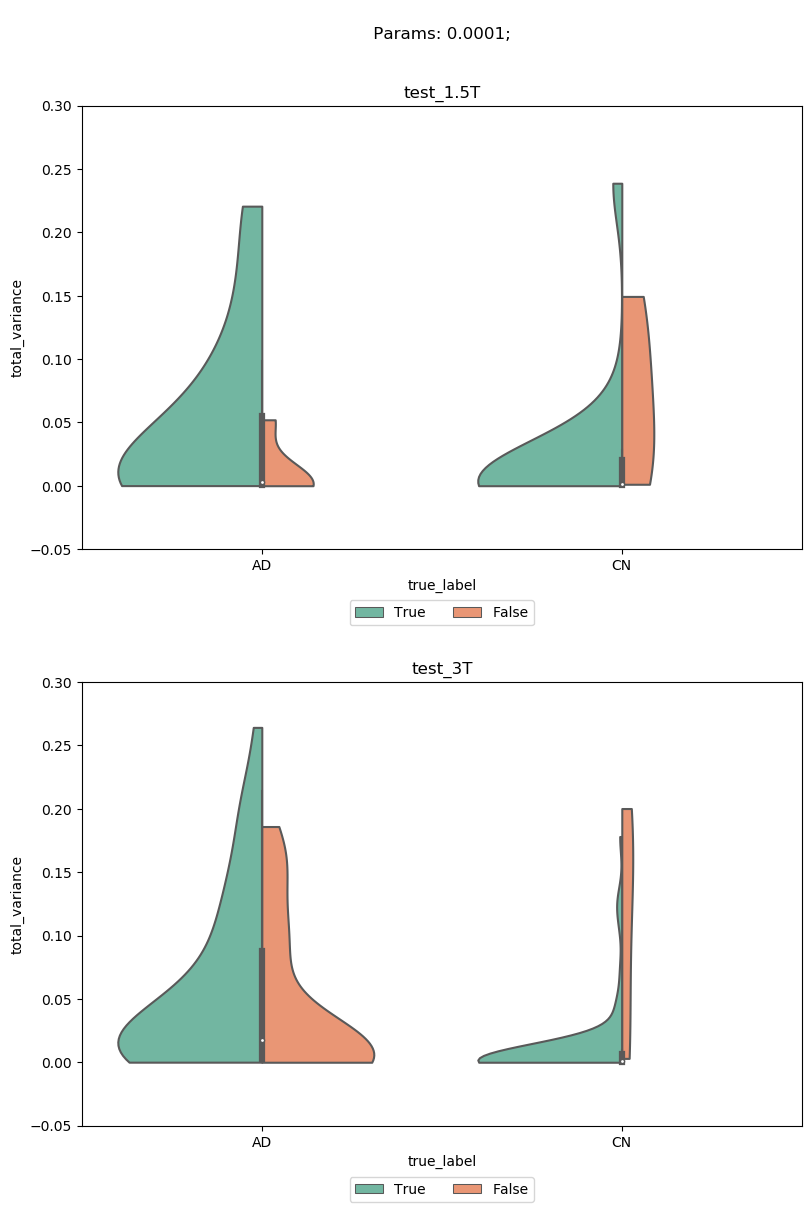 Params: 0.0001;
test_1.5T
0.30
0.25
0.20
0.15
0.10
0.05
0.00
−0.05
total_variance
AD CN
true_label
True False
test_3T
0.30
0.25
0.20
0.15
0.10
0.05
0.00
−0.05
total_variance
AD CN
true_label
True False